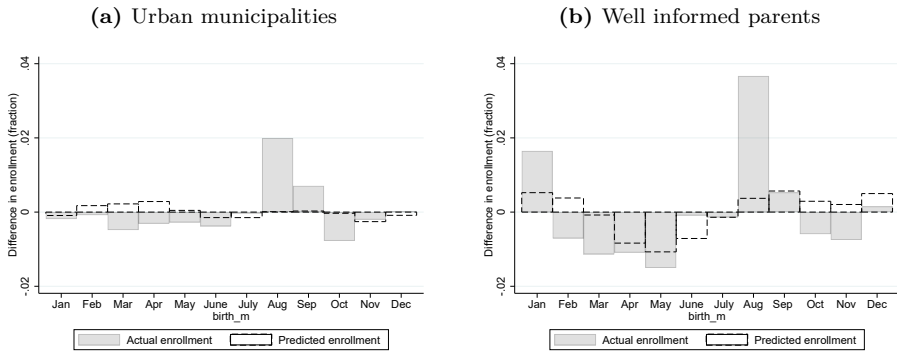 (a) Urban municipalities
Difference in enrollment (fraction)
.04
.02
0
-.02
Jan Feb Mar Apr May June July Aug Sep Oct Nov Dec
birth_m
Actual enrollment Predicted enrollment
(b) Well informed parents
Difference in enrollment (fraction)
.04
.02
0
-.02
Jan Feb Mar Apr May June July Aug Sep Oct Nov Dec
birth_m
Actual enrollment Predicted enrollment